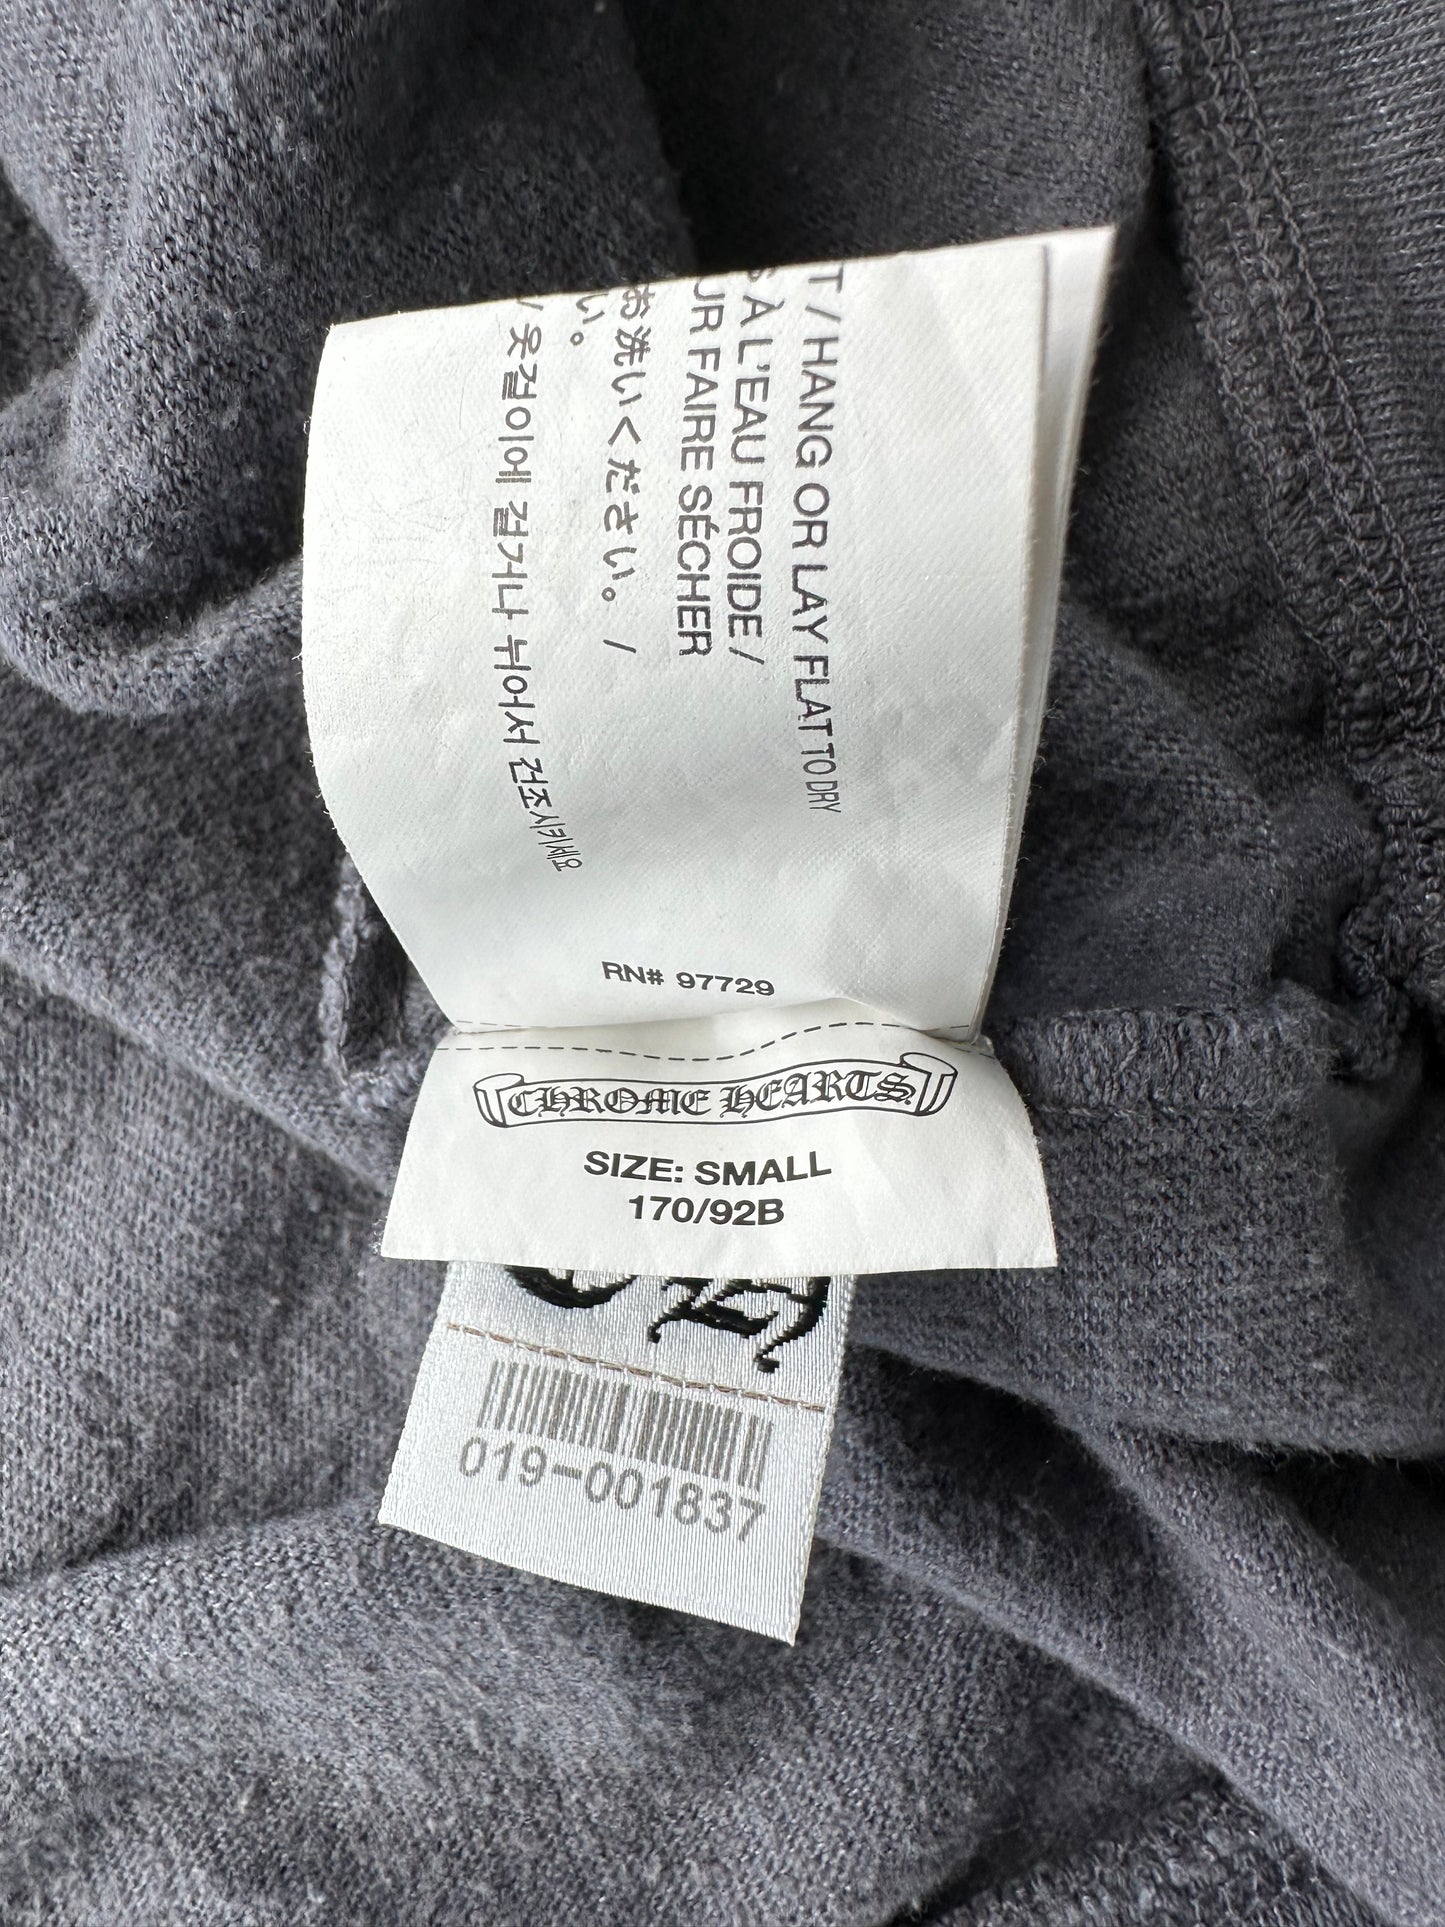 T / HANG OR LAY FLAT TO DRY
À L'EAU FROIDE /
UR FAIRE SÉCHER
お洗いください。 /
い。
/ 옷걸이에 걸거나 뉘어서 건조시키세요
RN# 97729
CHROME HEARTS
SIZE: SMALL
170/92B
019-001837